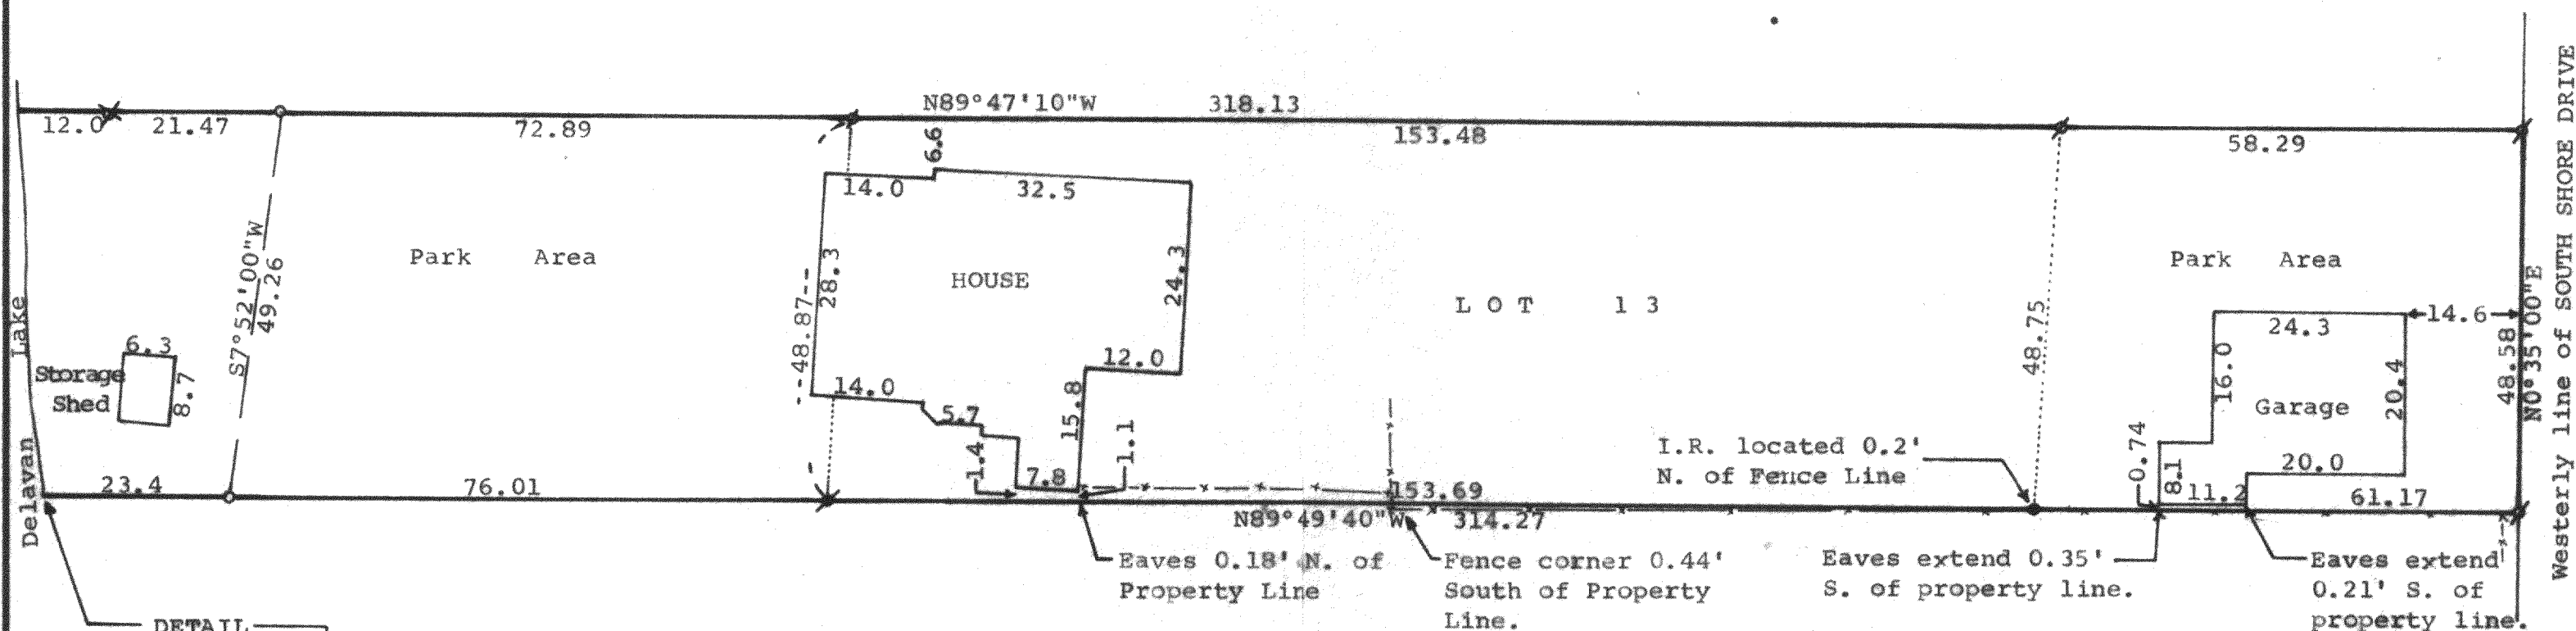 N89°47'10"W 318.13
12.0 21.47 72.89 153.48 58.29
6.6
14.0 32.5
S7°52'00"W
49.26
Park Area
--48.87--
28.3
HOUSE
24.3
LOT 13
48.75
Park Area
14.6
24.3
16.0
Garage
20.4
48.58
N0°35'00"E
Westerly line of SOUTH SHORE DRIVE
Delavan Lake
6.3
Storage
Shed
8.7
12.0
14.0
5.7
15.8
1.1
1.4
7.8
I.R. located 0.2'
N. of Fence Line
0.74
8.1
11.2
20.0
61.17
23.4 76.01 153.69
N89°49'40"W 314.27
Eaves 0.18' N. of
Property Line
Fence corner 0.44'
South of Property
Line.
Eaves extend 0.35'
S. of property line.
Eaves extend
0.21' S. of
property line.
DETAIL